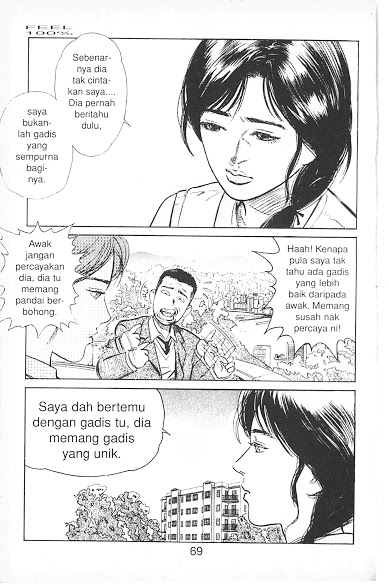 FEEL
100%
Sebenar-
nya dia
tak cinta-
kan saya....
Dia pernah
beritahu
dulu,
saya
bukan-
lah gadis
yang
sempurna
bagi-
nya.
Haah! Kenapa
pula saya tak
tahu ada gadis
yang lebih
baik daripada
awak. Memang
susah nak
percaya ni!
Awak
jangan
percayakan
dia, dia tu
memang
pandai ber-
bohong.
Saya dah bertemu
dengan gadis tu, dia
memang gadis
yang unik.
69